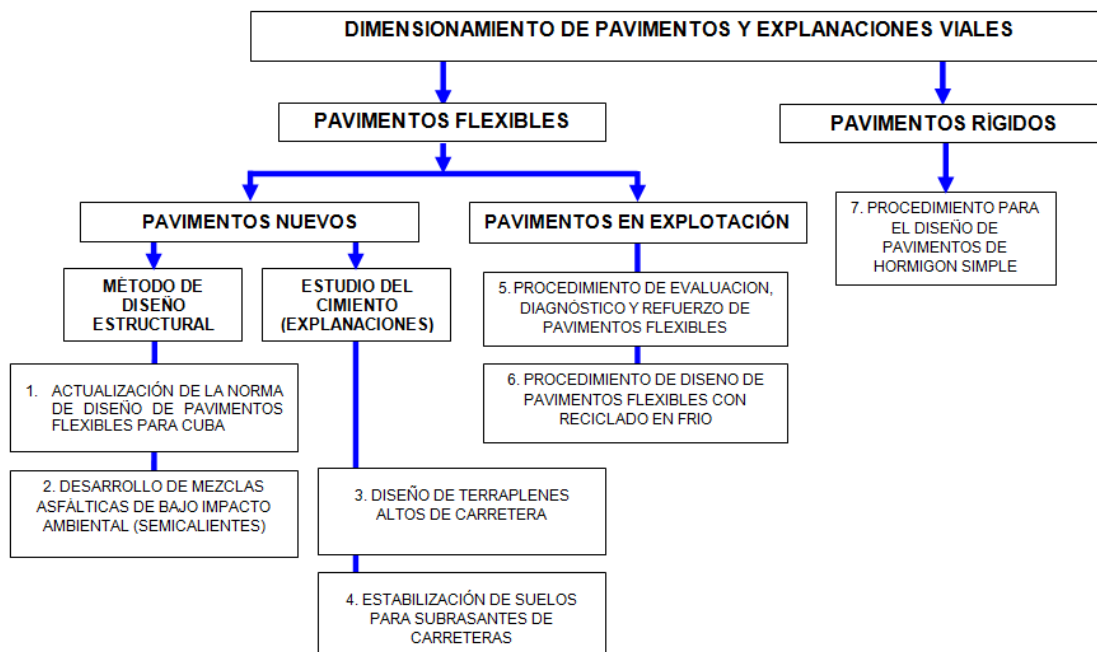 DIMENSIONAMIENTO DE PAVIMENTOS Y EXPLANACIONES VIALES
PAVIMENTOS FLEXIBLES
PAVIMENTOS RÍGIDOS
PAVIMENTOS NUEVOS
PAVIMENTOS EN EXPLOTACIÓN
7. PROCEDIMIENTO PARA
EL DISEÑO DE
PAVIMENTOS DE
HORMIGON SIMPLE
MÉTODO DE
DISEÑO
ESTRUCTURAL
ESTUDIO DEL
CIMIENTO
(EXPLANACIONES)
5. PROCEDIMIENTO DE EVALUACION,
DIAGNÓSTICO Y REFUERZO DE
PAVIMENTOS FLEXIBLES
1. ACTUALIZACIÓN DE LA NORMA
DE DISEÑO DE PAVIMENTOS
FLEXIBLES PARA CUBA
6. PROCEDIMIENTO DE DISENO DE
PAVIMENTOS FLEXIBLES CON
RECICLADO EN FRIO
2. DESARROLLO DE MEZCLAS
ASFÁLTICAS DE BAJO IMPACTO
AMBIENTAL (SEMICALIENTES)
3. DISEÑO DE TERRAPLENES
ALTOS DE CARRETERA
4. ESTABILIZACIÓN DE SUELOS
PARA SUBRASANTES DE
CARRETERAS